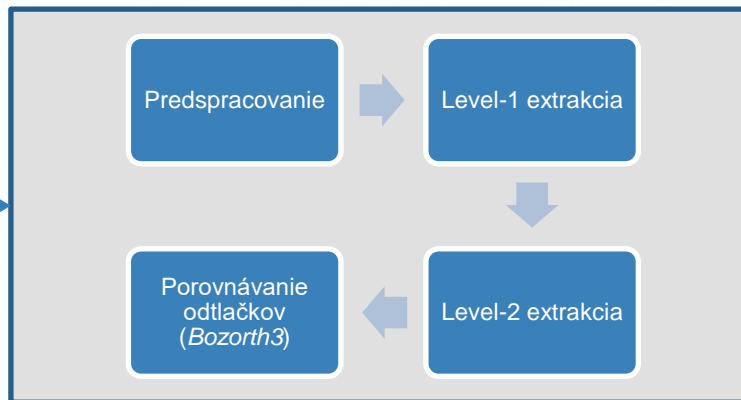 Predspracovanie
Level-1 extrakcia
Level-2 extrakcia
Porovnávanie
odtlačkov
(Bozorth3)